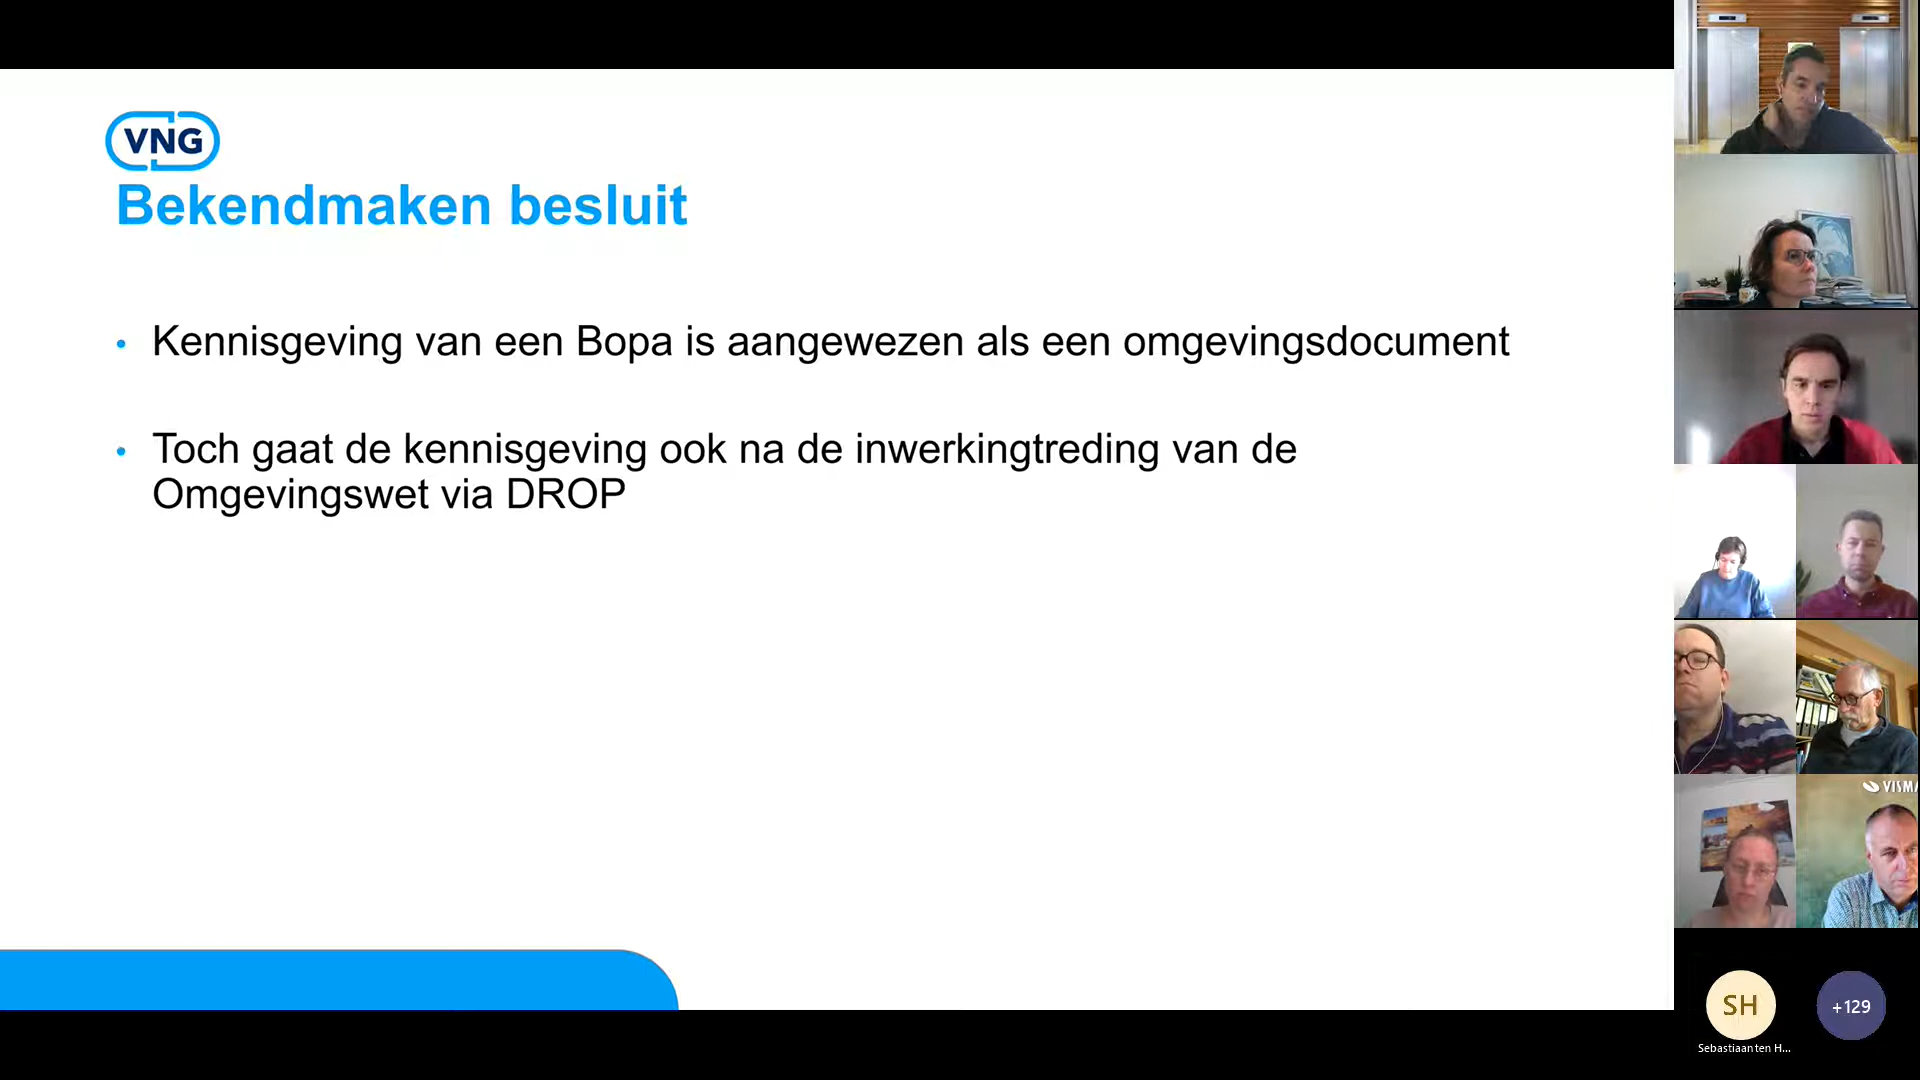 VNG
Bekendmaken besluit
• Kennisgeving van een Bopa is aangewezen als een omgevingsdocument
• Toch gaat de kennisgeving ook na de inwerkingtreding van de
Omgevingswet via DROP
VISMA
SH
+129
Sebastiaan ten H...